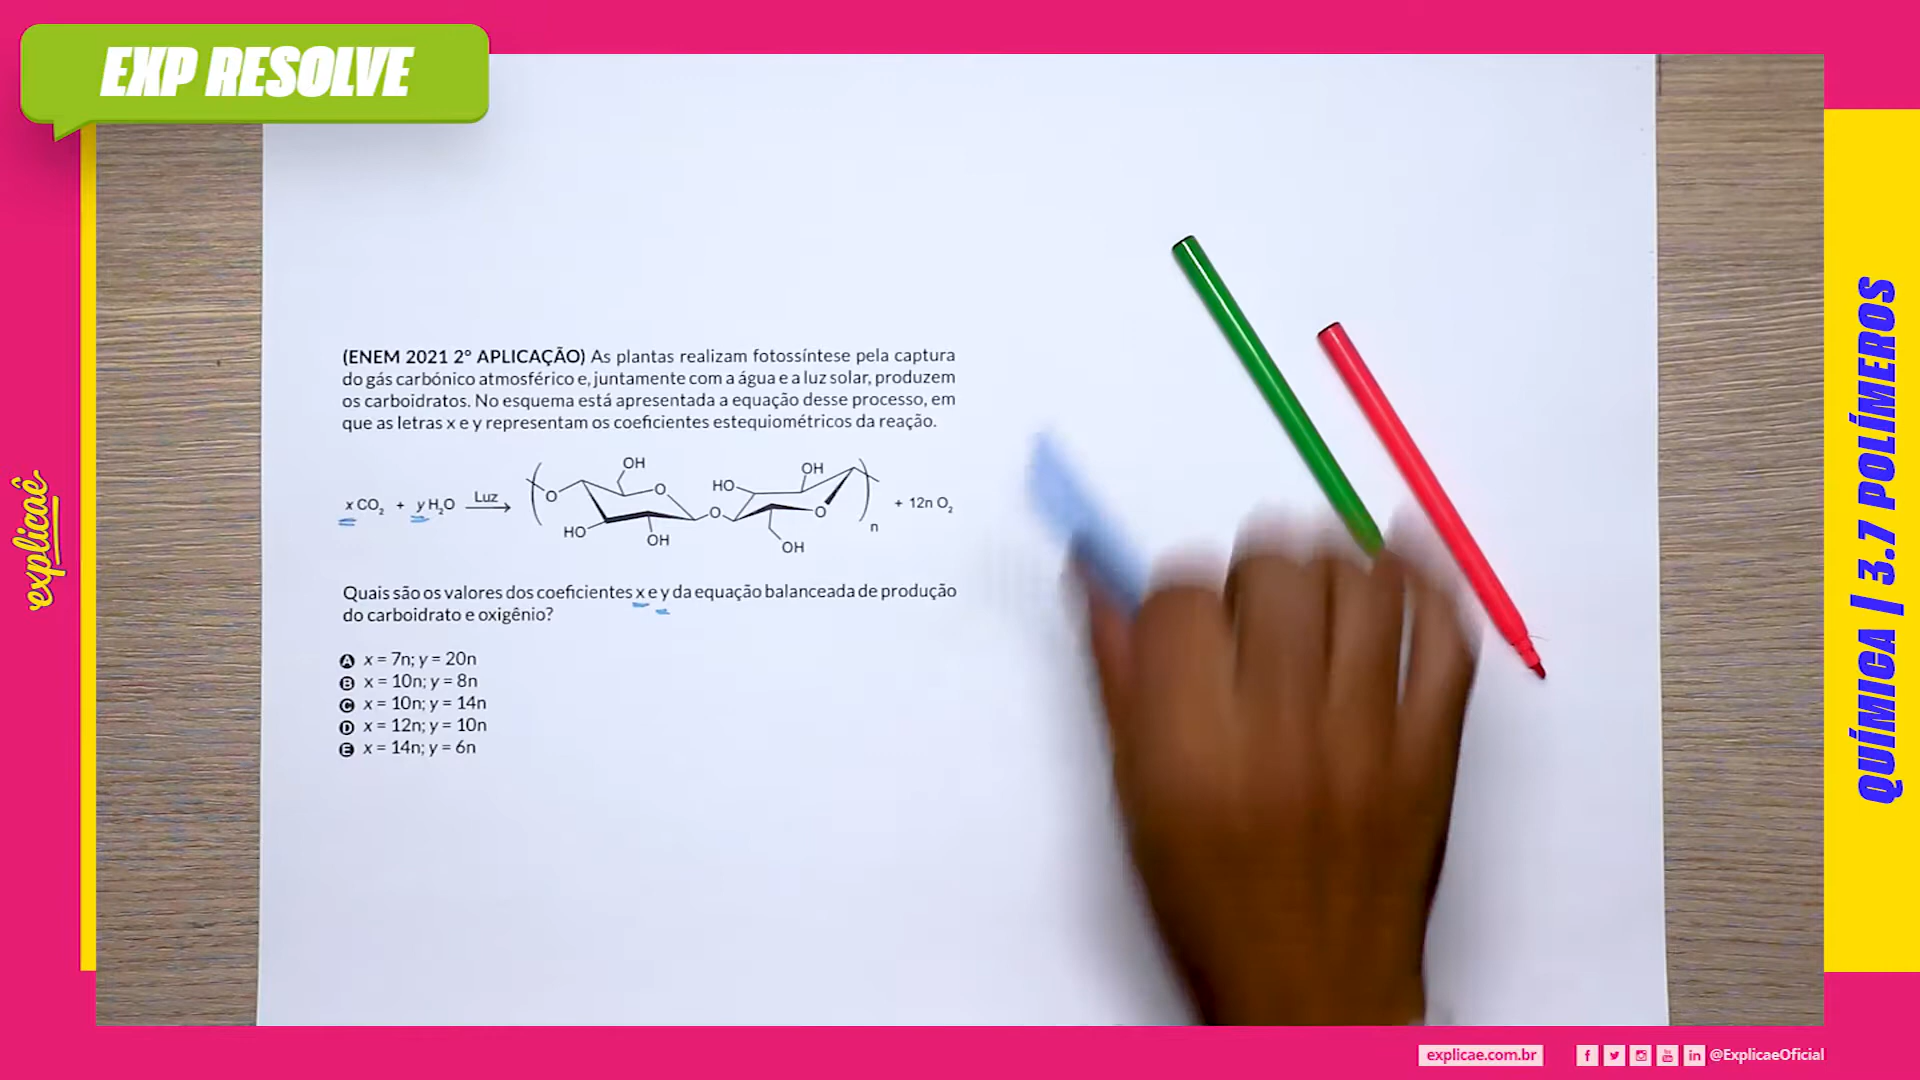 EXP RESOLVE
(ENEM 2021 2° APLICAÇÃO) As plantas realizam fotossíntese pela captura
do gás carbônico atmosférico e, juntamente com a água e a luz solar, produzem
os carboidratos. No esquema está apresentada a equação desse processo, em
que as letras x e y representam os coeficientes estequiométricos da reação.
x CO₂ + y H₂O Luz OH HO OH O O O HO OH O OH n + 12n O₂
Quais são os valores dos coeficientes x e y da equação balanceada de produção
do carboidrato e oxigênio?
A x = 7n; y = 20n
B x = 10n; y = 8n
C x = 10n; y = 14n
D x = 12n; y = 10n
E x = 14n; y = 6n
explicaê
QUÍMICA | 3.7 POLÍMEROS
explicae.com.br
@ExplicaeOficial